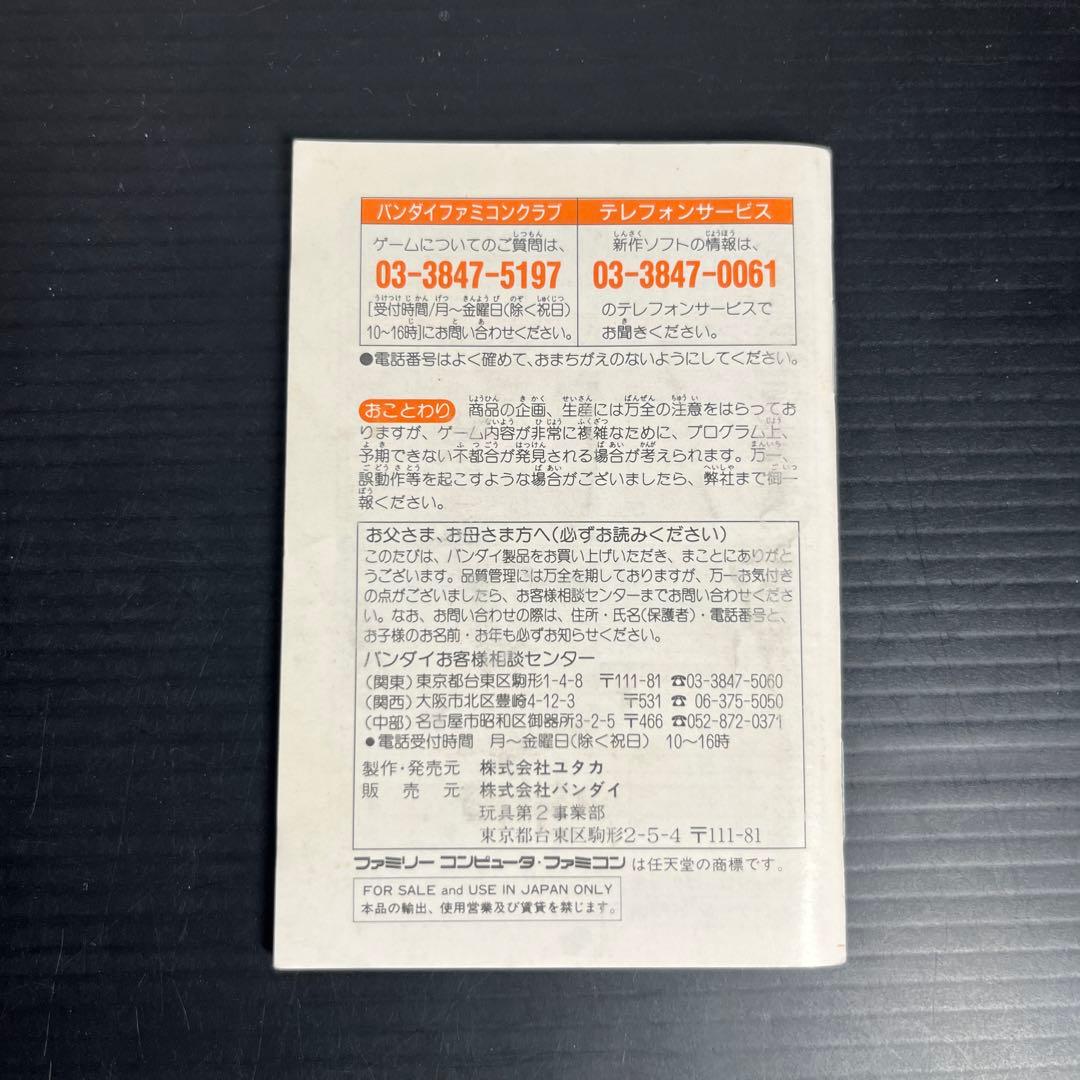 バンダイファミコンクラブ
ゲームについてのご質問は、
03-3847-5197
[受付時間/月〜金曜日(除く祝日)
10〜16時]にお問い合わせください。
テレフォンサービス
新作ソフトの情報は、
03-3847-0061
のテレフォンサービスで
お聞きください。
●電話番号はよく確めて、おまちがえのないようにしてください。
おことわり 商品の企画、生産には万全の注意をはらってお
りますが、ゲーム内容が非常に複雑なために、プログラム上、
予期できない不都合が発見される場合が考えられます。万一、
誤動作等を起こすような場合がございましたら、弊社まで御一
報ください。
お父さま、お母さま方へ(必ずお読みください)
このたびは、バンダイ製品をお買い上げいただき、まことにありがと
うございます。品質管理には万全を期しておりますが、万一お気付き
の点がございましたら、お客様相談センターまでお問い合わせくださ
い。なお、お問い合わせの際は、住所・氏名(保護者)・電話番号と、
お子様のお名前・お年も必ずお知らせください。
バンダイお客様相談センター
(関東)東京都台東区駒形1-4-8 〒111-81 ☎03-3847-5060
(関西)大阪市北区豊崎4-12-3 〒531 ☎06-375-5050
(中部)名古屋市昭和区御器所3-2-5 〒466 ☎052-872-0371
●電話受付時間 月〜金曜日(除く祝日) 10〜16時
製作・発売元 株式会社ユタカ
販売元 株式会社バンダイ
玩具第2事業部
東京都台東区駒形2-5-4 〒111-81
ファミリーコンピュータ・ファミコンは任天堂の商標です。
FOR SALE and USE IN JAPAN ONLY
本品の輸出、使用営業及び賃貸を禁じます。